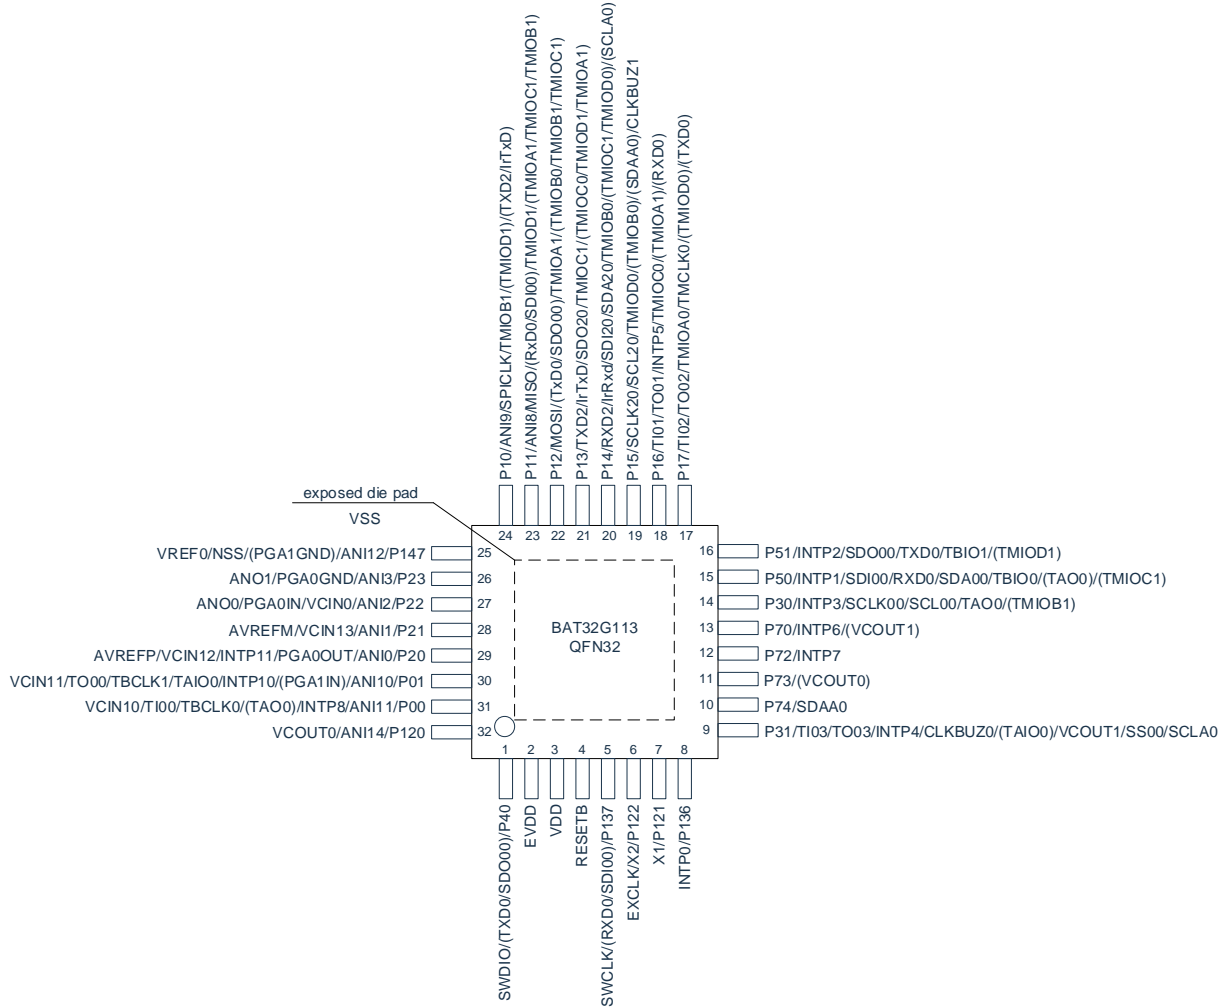 P10/ANI9/SPICLK/TMIOB1/(TMIOD1)/(TXD2/IrTxD)
P11/ANI8/MISO/(RxD0/SDI00)/TMIOD1/(TMIOA1/TMIOC1/TMIOB1)
P12/MOSI/(TxD0/SDO00)/TMIOA1/(TMIOB0/TMIOB1/TMIOC1)
P13/TXD2/IrTxD/SDO20/TMIOC1/(TMIOC0/TMIOD1/TMIOA1)
P14/RXD2/IrRxd/SDI20/SDA20/TMIOB0/(TMIOC1/TMIOD0)/(SCLA0)
P15/SCLK20/SCL20/TMIOD0/(TMIOB0)/(SDAA0)/CLKBUZ1
P16/TI01/TO01/INTP5/TMIOC0/(TMIOA1)/(RXD0)
P17/TI02/TO02/TMIOA0/TMCLK0/(TMIOD0)/(TXD0)
exposed die pad
VSS
24 23 22 21 20 19 18 17
VREF0/NSS/(PGA1GND)/ANI12/P147 25
ANO1/PGA0GND/ANI3/P23 26
ANO0/PGA0IN/VCIN0/ANI2/P22 27
AVREFM/VCIN13/ANI1/P21 28
AVREFP/VCIN12/INTP11/PGA0OUT/ANI0/P20 29
VCIN11/TO00/TBCLK1/TAIO0/INTP10/(PGA1IN)/ANI10/P01 30
VCIN10/TI00/TBCLK0/(TAO0)/INTP8/ANI11/P00 31
VCOUT0/ANI14/P120 32
BAT32G113
QFN32
16 P51/INTP2/SDO00/TXD0/TBIO1/(TMIOD1)
15 P50/INTP1/SDI00/RXD0/SDA00/TBIO0/(TAO0)/(TMIOC1)
14 P30/INTP3/SCLK00/SCL00/TAO0/(TMIOB1)
13 P70/INTP6/(VCOUT1)
12 P72/INTP7
11 P73/(VCOUT0)
10 P74/SDAA0
9 P31/TI03/TO03/INTP4/CLKBUZ0/(TAIO0)/VCOUT1/SS00/SCLA0
1 2 3 4 5 6 7 8
SWDIO/(TXD0/SDO00)/P40
EVDD
VDD
RESETB
SWCLK/(RXD0/SDI00)/P137
EXCLK/X2/P122
X1/P121
INTP0/P136